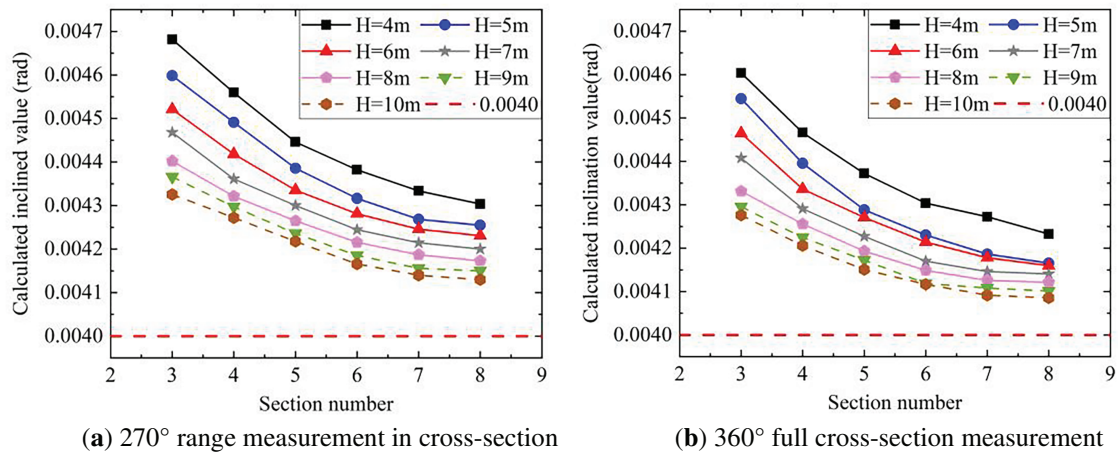 H=4m H=5m
H=6m H=7m
H=8m H=9m
H=10m 0.0040
0.0047
0.0046
0.0045
0.0044
0.0043
0.0042
0.0041
0.0040
Calculated inclined value (rad)
2 3 4 5 6 7 8 9
Section number
(a) 270° range measurement in cross-section
H=4m H=5m
H=6m H=7m
H=8m H=9m
H=10m 0.0040
0.0047
0.0046
0.0045
0.0044
0.0043
0.0042
0.0041
0.0040
Calculated inclination value(rad)
2 3 4 5 6 7 8 9
Section number
(b) 360° full cross-section measurement